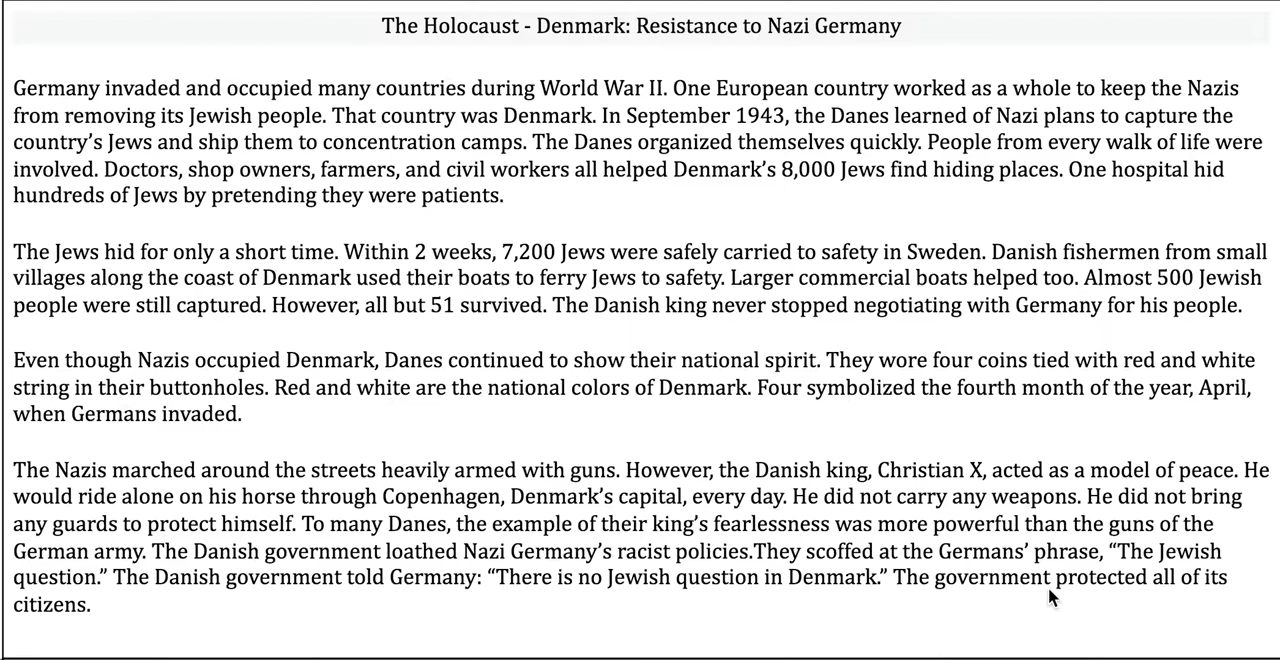 The Holocaust - Denmark: Resistance to Nazi Germany
Germany invaded and occupied many countries during World War II. One European country worked as a whole to keep the Nazis
from removing its Jewish people. That country was Denmark. In September 1943, the Danes learned of Nazi plans to capture the
country’s Jews and ship them to concentration camps. The Danes organized themselves quickly. People from every walk of life were
involved. Doctors, shop owners, farmers, and civil workers all helped Denmark’s 8,000 Jews find hiding places. One hospital hid
hundreds of Jews by pretending they were patients.
The Jews hid for only a short time. Within 2 weeks, 7,200 Jews were safely carried to safety in Sweden. Danish fishermen from small
villages along the coast of Denmark used their boats to ferry Jews to safety. Larger commercial boats helped too. Almost 500 Jewish
people were still captured. However, all but 51 survived. The Danish king never stopped negotiating with Germany for his people.
Even though Nazis occupied Denmark, Danes continued to show their national spirit. They wore four coins tied with red and white
string in their buttonholes. Red and white are the national colors of Denmark. Four symbolized the fourth month of the year, April,
when Germans invaded.
The Nazis marched around the streets heavily armed with guns. However, the Danish king, Christian X, acted as a model of peace. He
would ride alone on his horse through Copenhagen, Denmark’s capital, every day. He did not carry any weapons. He did not bring
any guards to protect himself. To many Danes, the example of their king’s fearlessness was more powerful than the guns of the
German army. The Danish government loathed Nazi Germany’s racist policies.They scoffed at the Germans’ phrase, “The Jewish
question.” The Danish government told Germany: “There is no Jewish question in Denmark.” The government protected all of its
citizens.